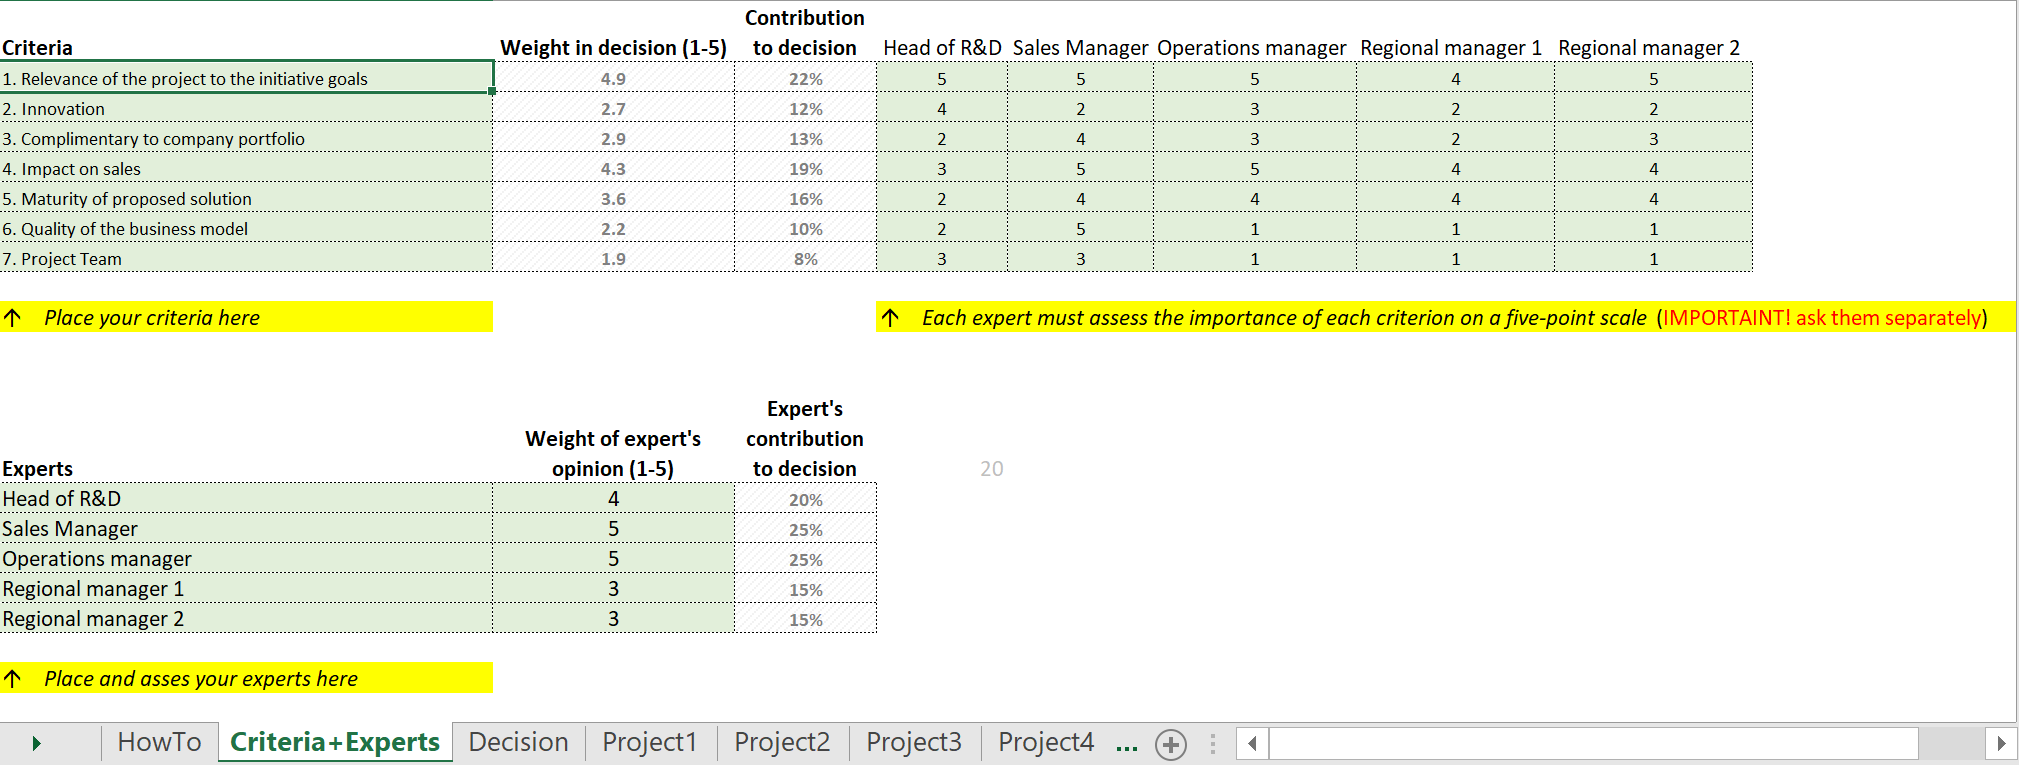 Contribution
Criteria Weight in decision (1-5) to decision Head of R&D Sales Manager Operations manager Regional manager 1 Regional manager 2
1. Relevance of the project to the initiative goals 4.9 22% 5 5 5 4 5
2. Innovation 2.7 12% 4 2 3 2 2
3. Complimentary to company portfolio 2.9 13% 2 4 3 2 3
4. Impact on sales 4.3 19% 3 5 5 4 4
5. Maturity of proposed solution 3.6 16% 2 4 4 4 4
6. Quality of the business model 2.2 10% 2 5 1 1 1
7. Project Team 1.9 8% 3 3 1 1 1
↑ Place your criteria here ↑ Each expert must assess the importance of each criterion on a five-point scale (IMPORTAINT! ask them separately)
Expert's
Weight of expert's contribution
Experts opinion (1-5) to decision 20
Head of R&D 4 20%
Sales Manager 5 25%
Operations manager 5 25%
Regional manager 1 3 15%
Regional manager 2 3 15%
↑ Place and asses your experts here
HowTo Criteria+Experts Decision Project1 Project2 Project3 Project4 ...